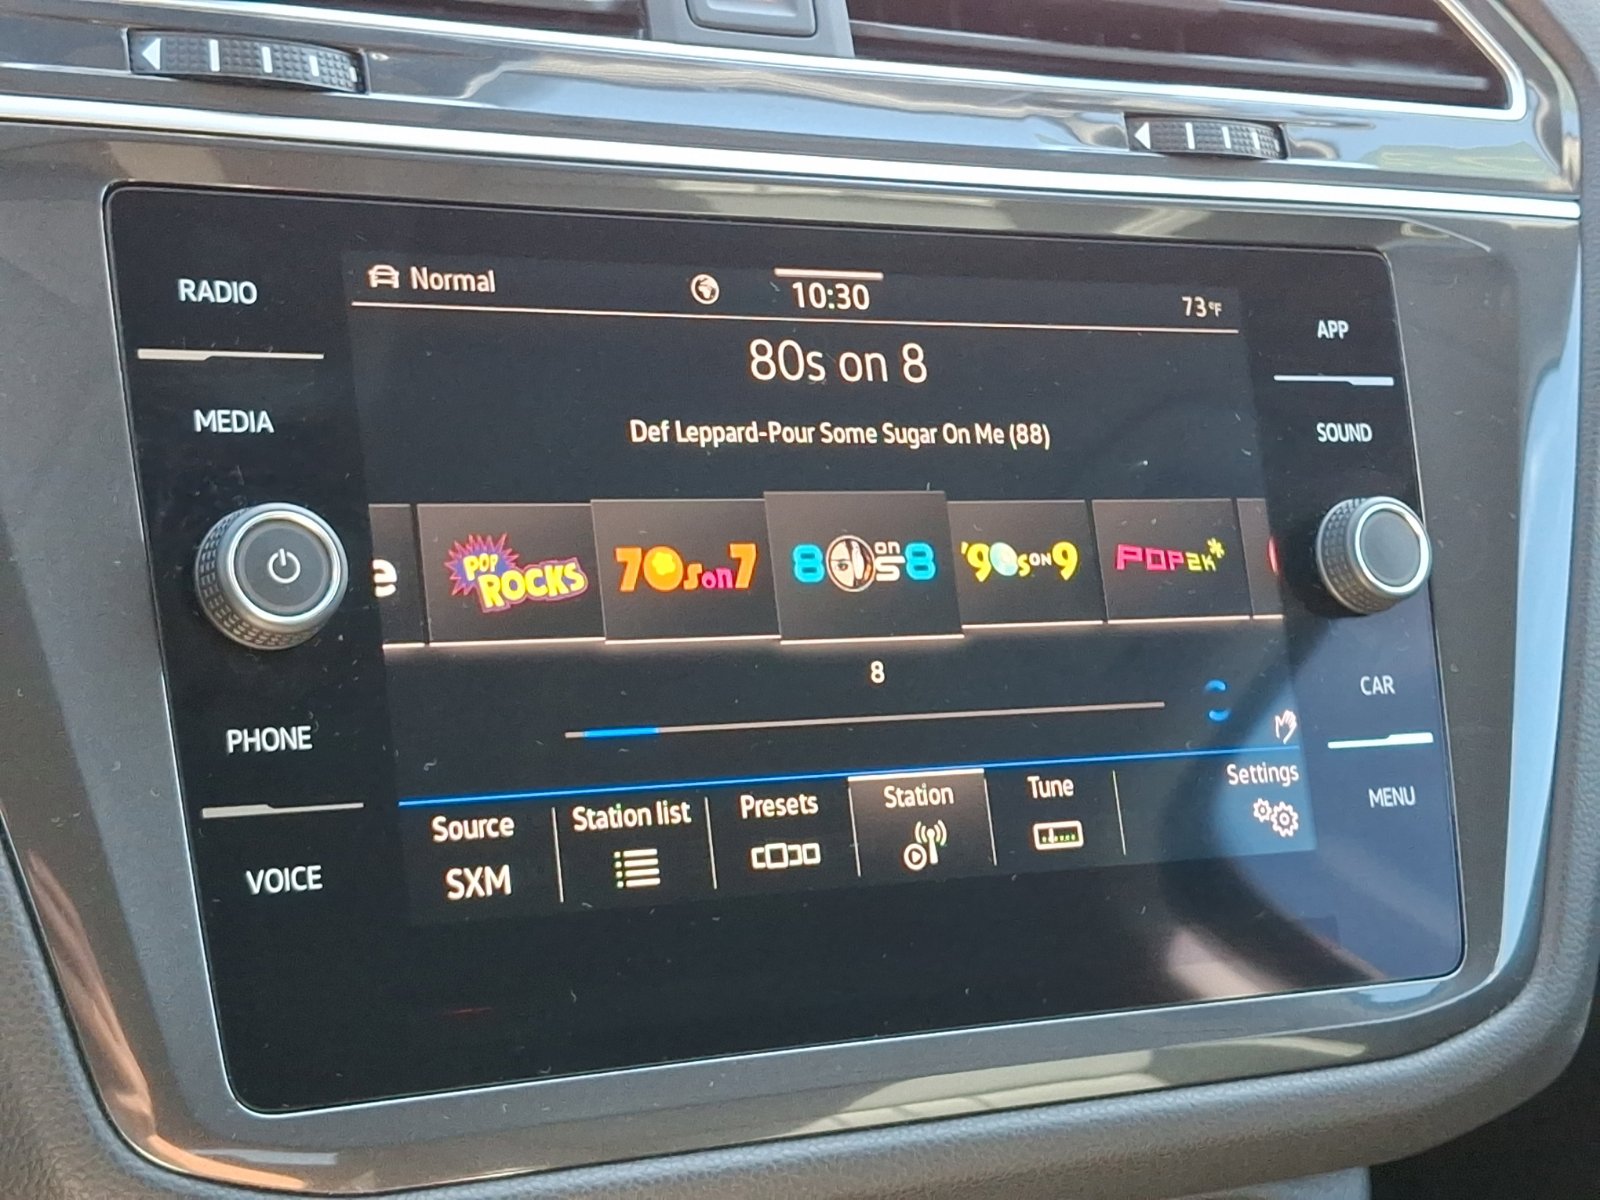 RADIO
MEDIA
PHONE
VOICE
Normal
10:30
73°F
80s on 8
Def Leppard-Pour Some Sugar On Me (88)
e
POP ROCKS
70s on 7
80s on 8
'90s ON 9
POP2K*
8
Source
SXM
Station list
Presets
Station
Tune
Settings
APP
SOUND
CAR
MENU